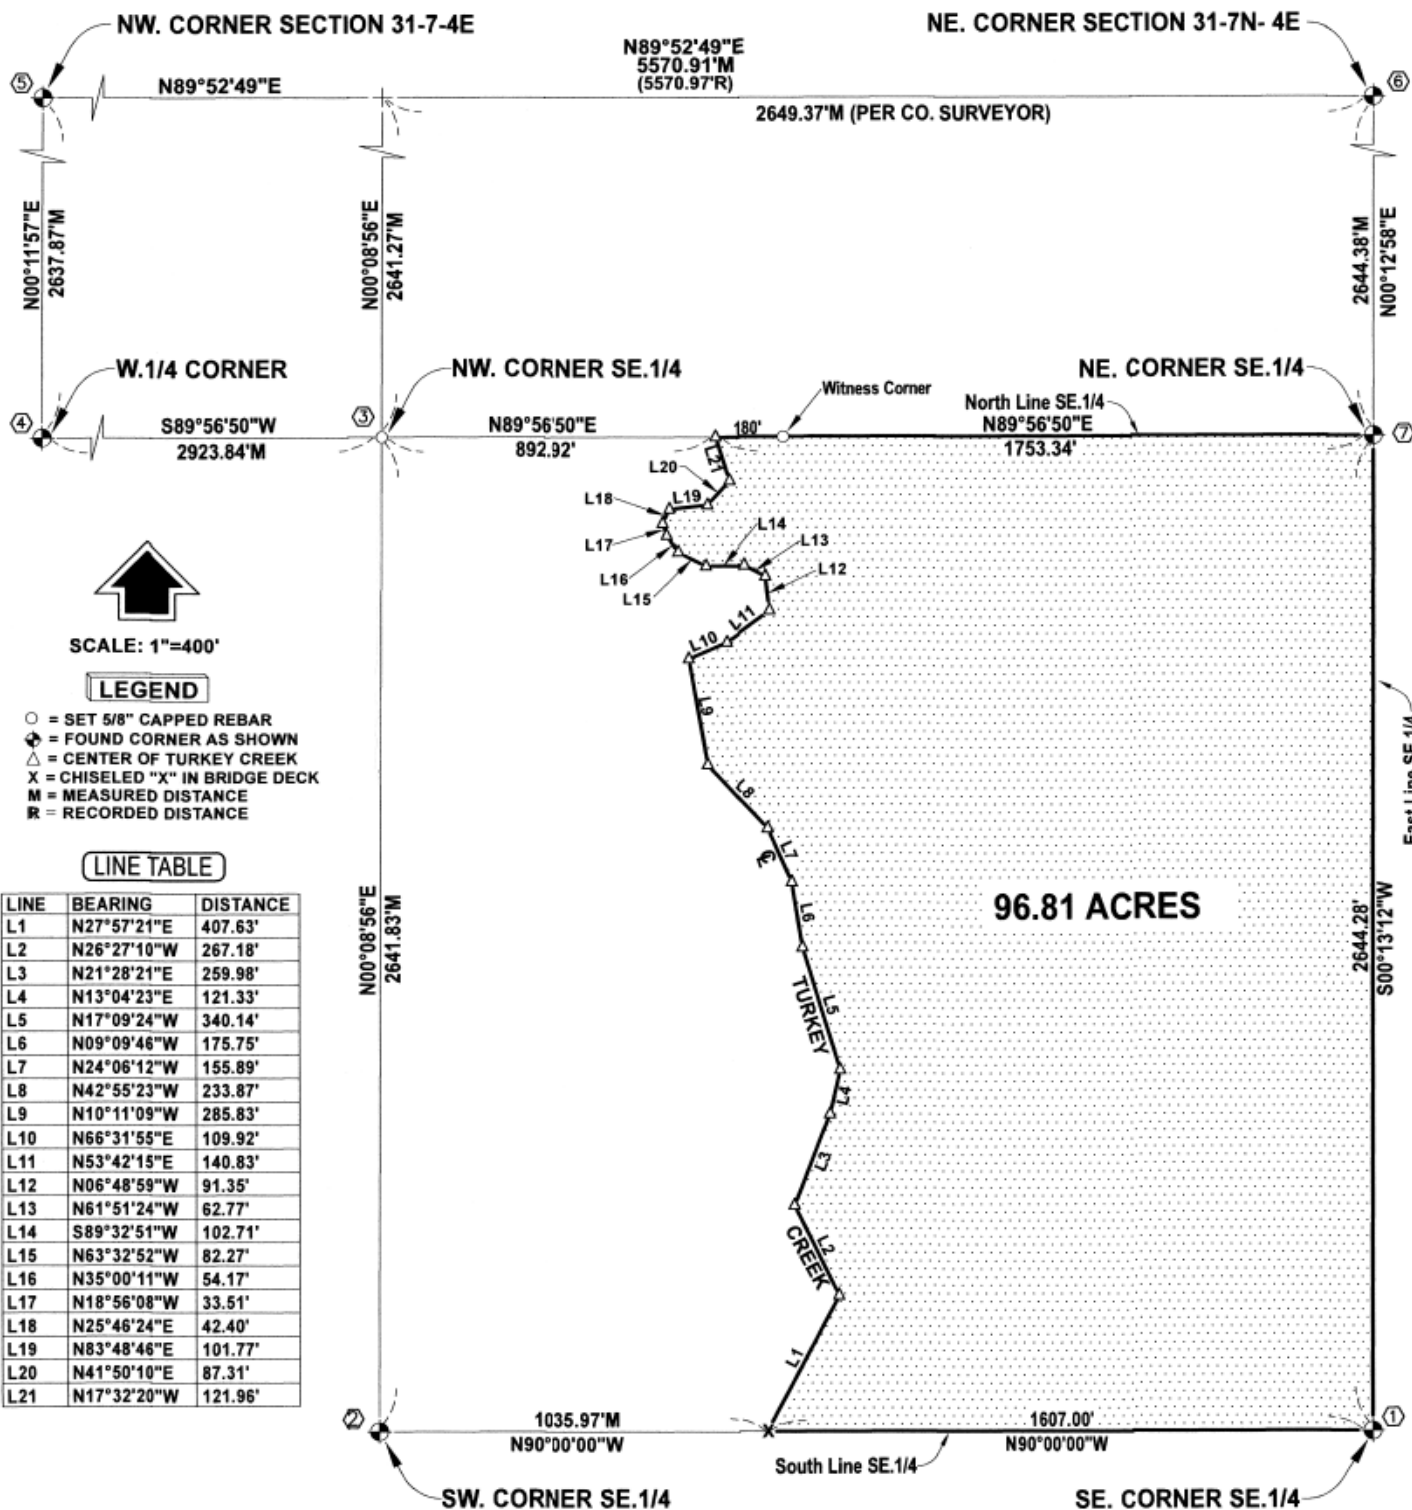 NW. CORNER SECTION 31-7-4E
NE. CORNER SECTION 31-7N- 4E
5
N89°52'49"E
N89°52'49"E
5570.91'M
(5570.97'R)
2649.37'M (PER CO. SURVEYOR)
6
N00°11'57"E
2637.87'M
N00°08'56"E
2641.27'M
2644.38'M
N00°12'58"E
W.1/4 CORNER
NW. CORNER SE.1/4
NE. CORNER SE.1/4
4
S89°56'50"W
2923.84'M
3
N89°56'50"E
892.92'
180'
Witness Corner
North Line SE.1/4
N89°56'50"E
1753.34'
7
L21
L20
L19
L18
L17
L16
L15
L14
L13
L12
L11
L10
L9
L8
L7
℄
L6
L5
TURKEY
L4
L3
L2
CREEK
L1
SCALE: 1"=400'
LEGEND
○ = SET 5/8" CAPPED REBAR
= FOUND CORNER AS SHOWN
△ = CENTER OF TURKEY CREEK
X = CHISELED "X" IN BRIDGE DECK
M = MEASURED DISTANCE
R = RECORDED DISTANCE
LINE TABLE
LINE BEARING DISTANCE
L1 N27°57'21"E 407.63'
L2 N26°27'10"W 267.18'
L3 N21°28'21"E 259.98'
L4 N13°04'23"E 121.33'
L5 N17°09'24"W 340.14'
L6 N09°09'46"W 175.75'
L7 N24°06'12"W 155.89'
L8 N42°55'23"W 233.87'
L9 N10°11'09"W 285.83'
L10 N66°31'55"E 109.92'
L11 N53°42'15"E 140.83'
L12 N06°48'59"W 91.35'
L13 N61°51'24"W 62.77'
L14 S89°32'51"W 102.71'
L15 N63°32'52"W 82.27'
L16 N35°00'11"W 54.17'
L17 N18°56'08"W 33.51'
L18 N25°46'24"E 42.40'
L19 N83°48'46"E 101.77'
L20 N41°50'10"E 87.31'
L21 N17°32'20"W 121.96'
N00°08'56"E
2641.83'M
96.81 ACRES
2644.28'
S00°13'12"W
East Line SE.1/4
2
1035.97'M
N90°00'00"W
X
1607.00'
N90°00'00"W
1
South Line SE.1/4
SW. CORNER SE.1/4
SE. CORNER SE.1/4